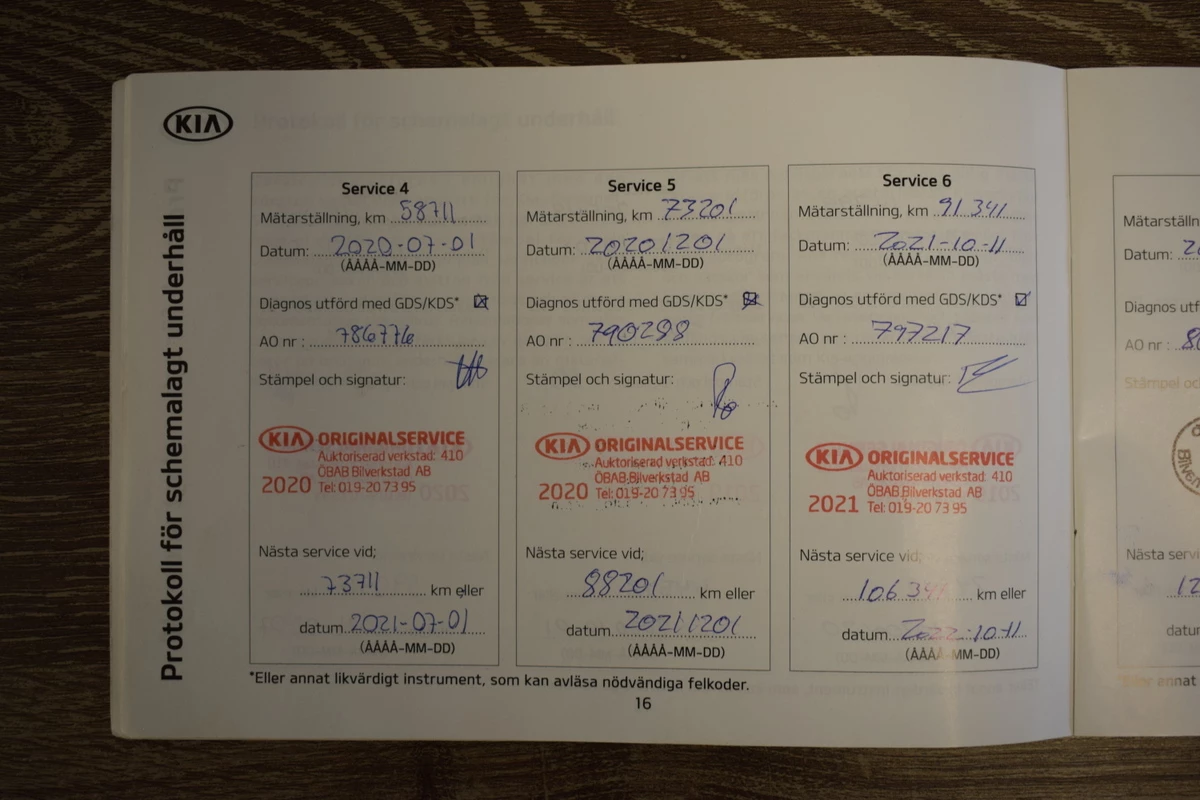 KIA
Protokoll för schemalagt underhåll
Service 4
Mätarställning, km 58711
Datum: 2020-07-01
(ÅÅÅÅ-MM-DD)
Diagnos utförd med GDS/KDS*
AO nr : 786776
Stämpel och signatur:
KIA ORIGINALSERVICE
Auktoriserad verkstad: 410
ÖBAB Bilverkstad AB
2020 Tel: 019-20 73 95
Nästa service vid;
73711 km eller
datum 2021-07-01
(ÅÅÅÅ-MM-DD)
Service 5
Mätarställning, km 73201
Datum: 20201201
(ÅÅÅÅ-MM-DD)
Diagnos utförd med GDS/KDS*
AO nr : 790288
Stämpel och signatur:
KIA ORIGINALSERVICE
Auktoriserad verkstad: 410
ÖBAB Bilverkstad AB
2020 Tel: 019-20 73 95
Nästa service vid;
88201 km eller
datum 20211201
(ÅÅÅÅ-MM-DD)
Service 6
Mätarställning, km 91 341
Datum: 2021-10-11
(ÅÅÅÅ-MM-DD)
Diagnos utförd med GDS/KDS*
AO nr : 797217
Stämpel och signatur:
KIA ORIGINALSERVICE
Auktoriserad verkstad: 410
ÖBAB Bilverkstad AB
2021 Tel: 019-20 73 95
Nästa service vid;
106 341 km eller
datum 2022-10-11
(ÅÅÅÅ-MM-DD)
*Eller annat likvärdigt instrument, som kan avläsa nödvändiga felkoder.
16
Datum:
AO nr :
Stämpel
Nästa